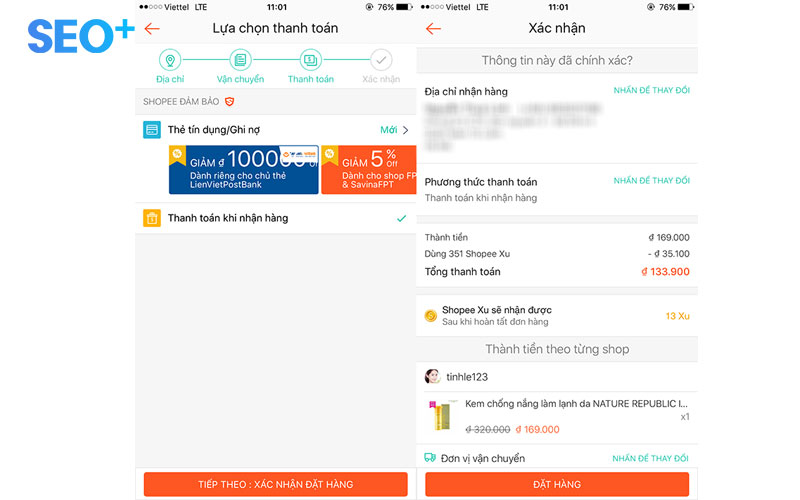 SEO+
Viettel LTE 11:01 76%
Lựa chọn thanh toán
Địa chỉ Vận chuyển Thanh toán Xác nhận
SHOPEE ĐẢM BẢO
Thẻ tín dụng/Ghi nợ Mới
GIẢM ₫ 100000
Dành riêng cho chủ thẻ
LienVietPostBank
GIẢM 5 % Off
Dành cho shop FP
& SavinaFPT
Thanh toán khi nhận hàng
TIẾP THEO : XÁC NHẬN ĐẶT HÀNG
Viettel LTE 11:01 76%
Xác nhận
Thông tin này đã chính xác?
Địa chỉ nhận hàng NHẤN ĐỂ THAY ĐỔI
Phương thức thanh toán NHẤN ĐỂ THAY ĐỔI
Thanh toán khi nhận hàng
Thành tiền ₫ 169.000
Dùng 351 Shopee Xu - ₫ 35.100
Tổng thanh toán ₫ 133.900
Shopee Xu sẽ nhận được 13 Xu
Sau khi hoàn tất đơn hàng
Thành tiền theo từng shop
tinhle123
Kem chống nắng làm lạnh da NATURE REPUBLIC I...
x1
₫ 320.000 ₫ 169.000
Đơn vị vận chuyển NHẤN ĐỂ THAY ĐỔI
ĐẶT HÀNG